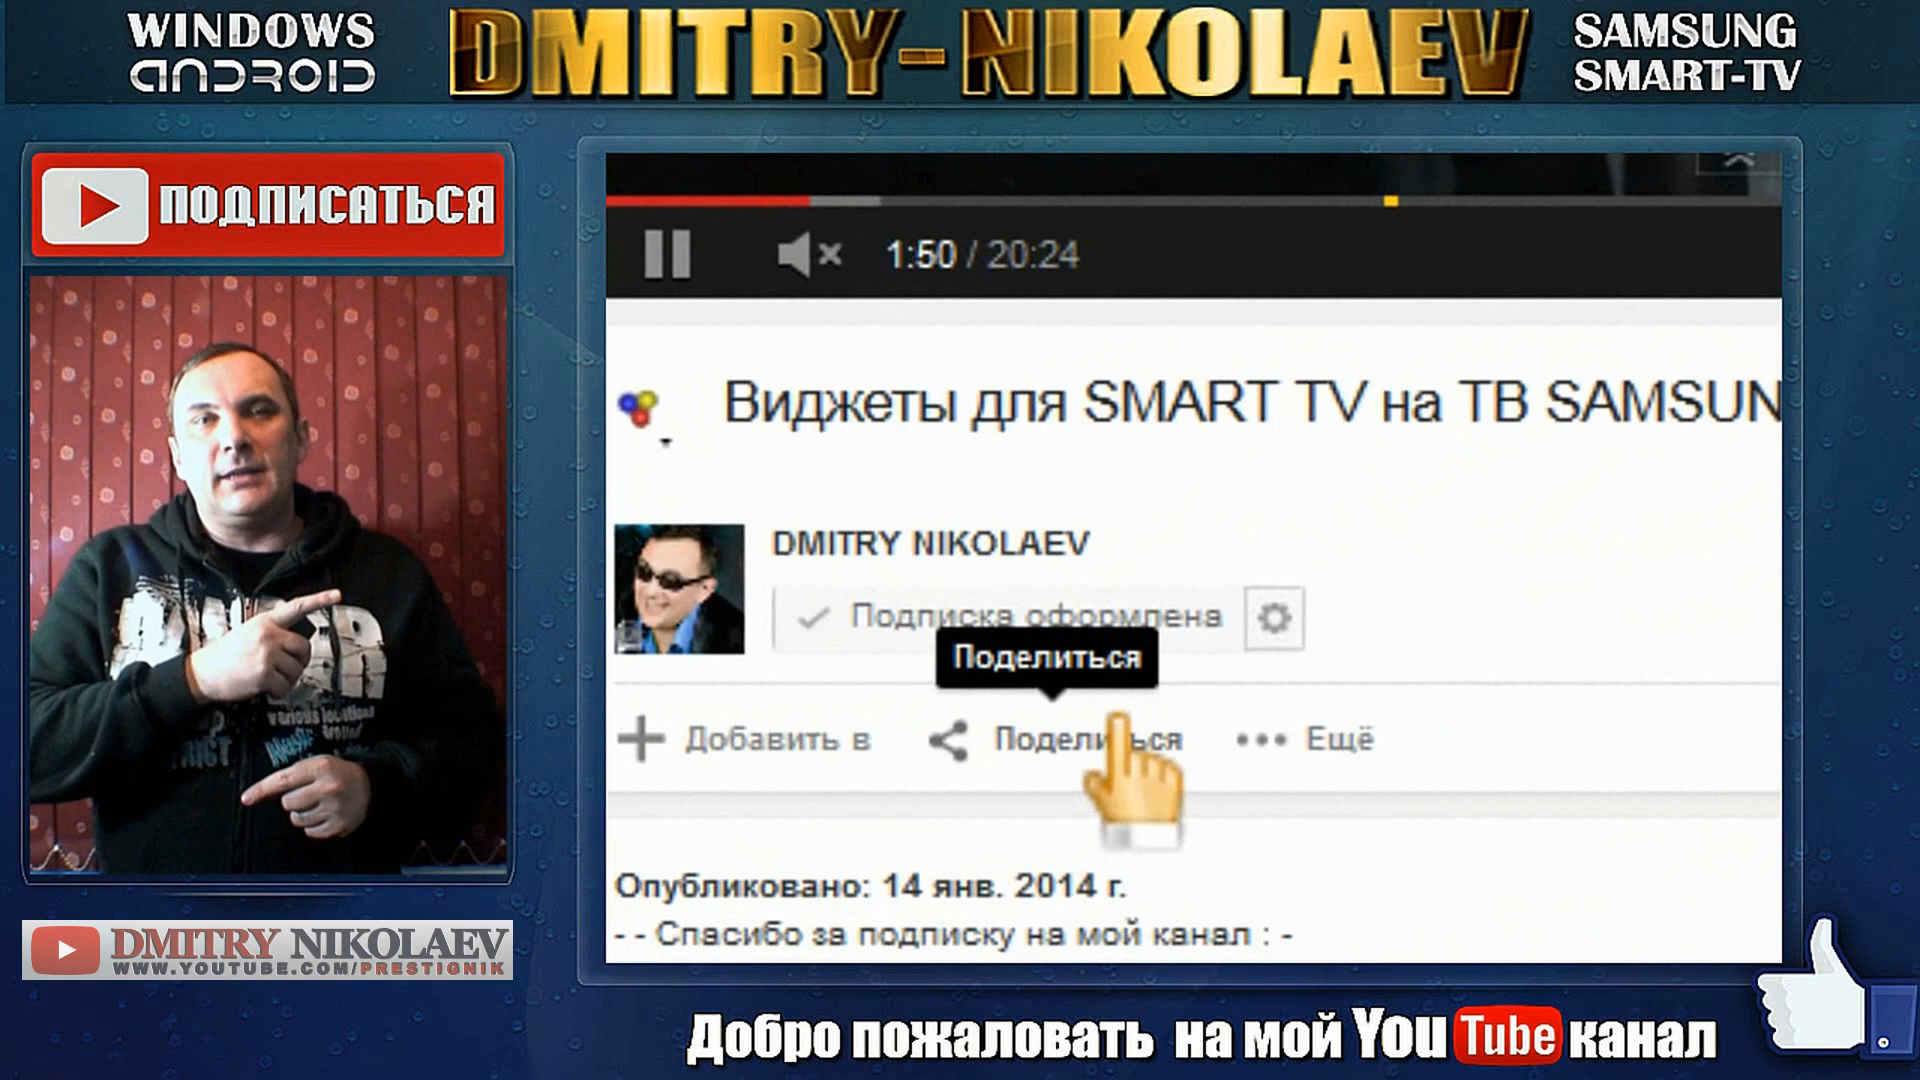 WINDOWS
ANDROID
DMITRY-NIKOLAEV
SAMSUNG
SMART-TV
ПОДПИСАТЬСЯ
1:50 / 20:24
Виджеты для SMART TV на ТВ SAMSUN
DMITRY NIKOLAEV
Подписка оформлена
Поделиться
Добавить в
Поделиться
Ещё
Опубликовано: 14 янв. 2014 г.
- - Спасибо за подписку на мой канал : -
various locations
DMITRY NIKOLAEV
WWW.YOUTUBE.COM/PRESTIGNIK
Добро пожаловать на мой YouTube канал